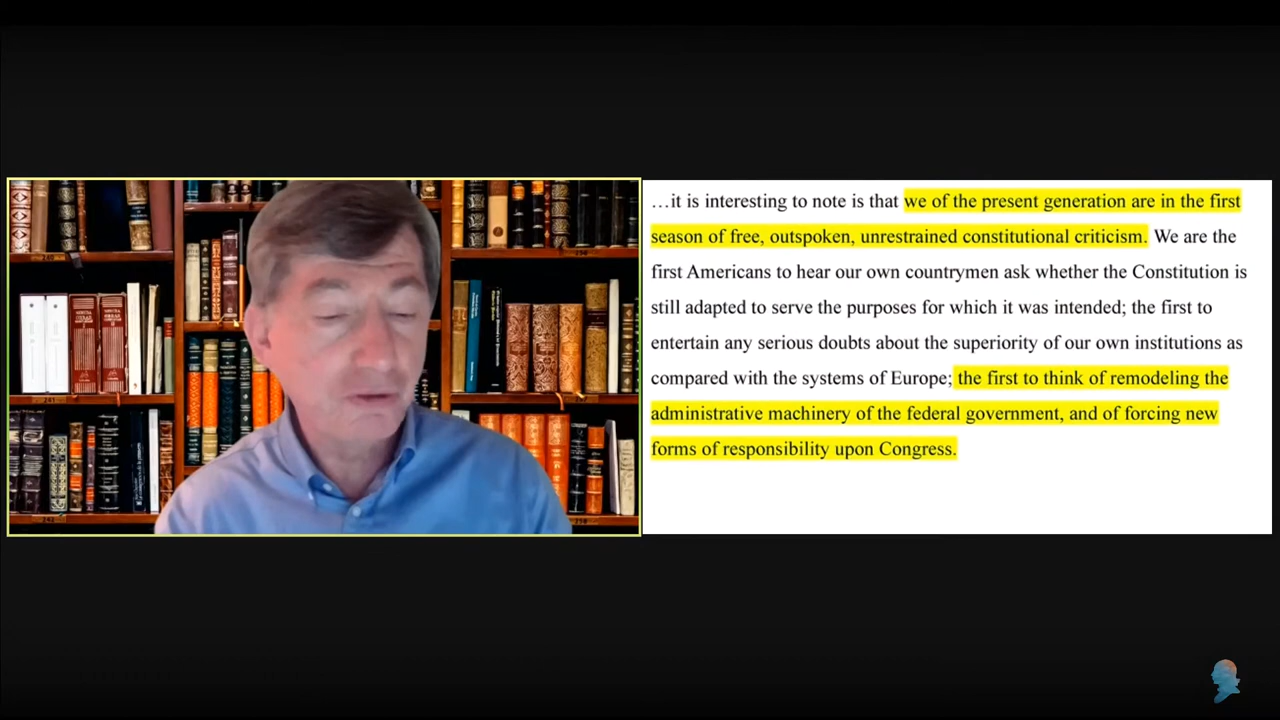 …it is interesting to note is that we of the present generation are in the first
season of free, outspoken, unrestrained constitutional criticism. We are the
first Americans to hear our own countrymen ask whether the Constitution is
still adapted to serve the purposes for which it was intended; the first to
entertain any serious doubts about the superiority of our own institutions as
compared with the systems of Europe; the first to think of remodeling the
administrative machinery of the federal government, and of forcing new
forms of responsibility upon Congress.